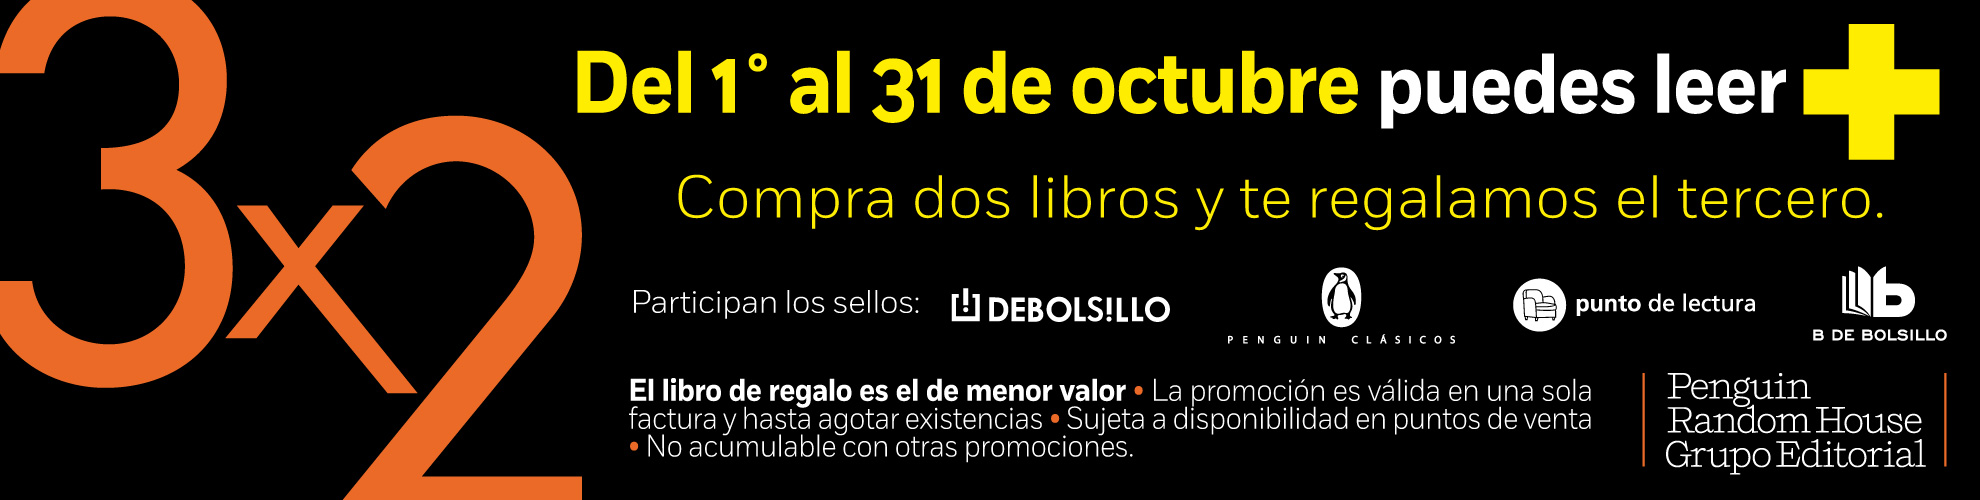 3x2
Del 1° al 31 de octubre puedes leer +
Compra dos libros y te regalamos el tercero.
Participan los sellos:
DEBOLS!LLO
PENGUIN CLÁSICOS
punto de lectura
b
B DE BOLSILLO
El libro de regalo es el de menor valor • La promoción es válida en una sola
factura y hasta agotar existencias • Sujeta a disponibilidad en puntos de venta
• No acumulable con otras promociones.
Penguin
Random House
Grupo Editorial